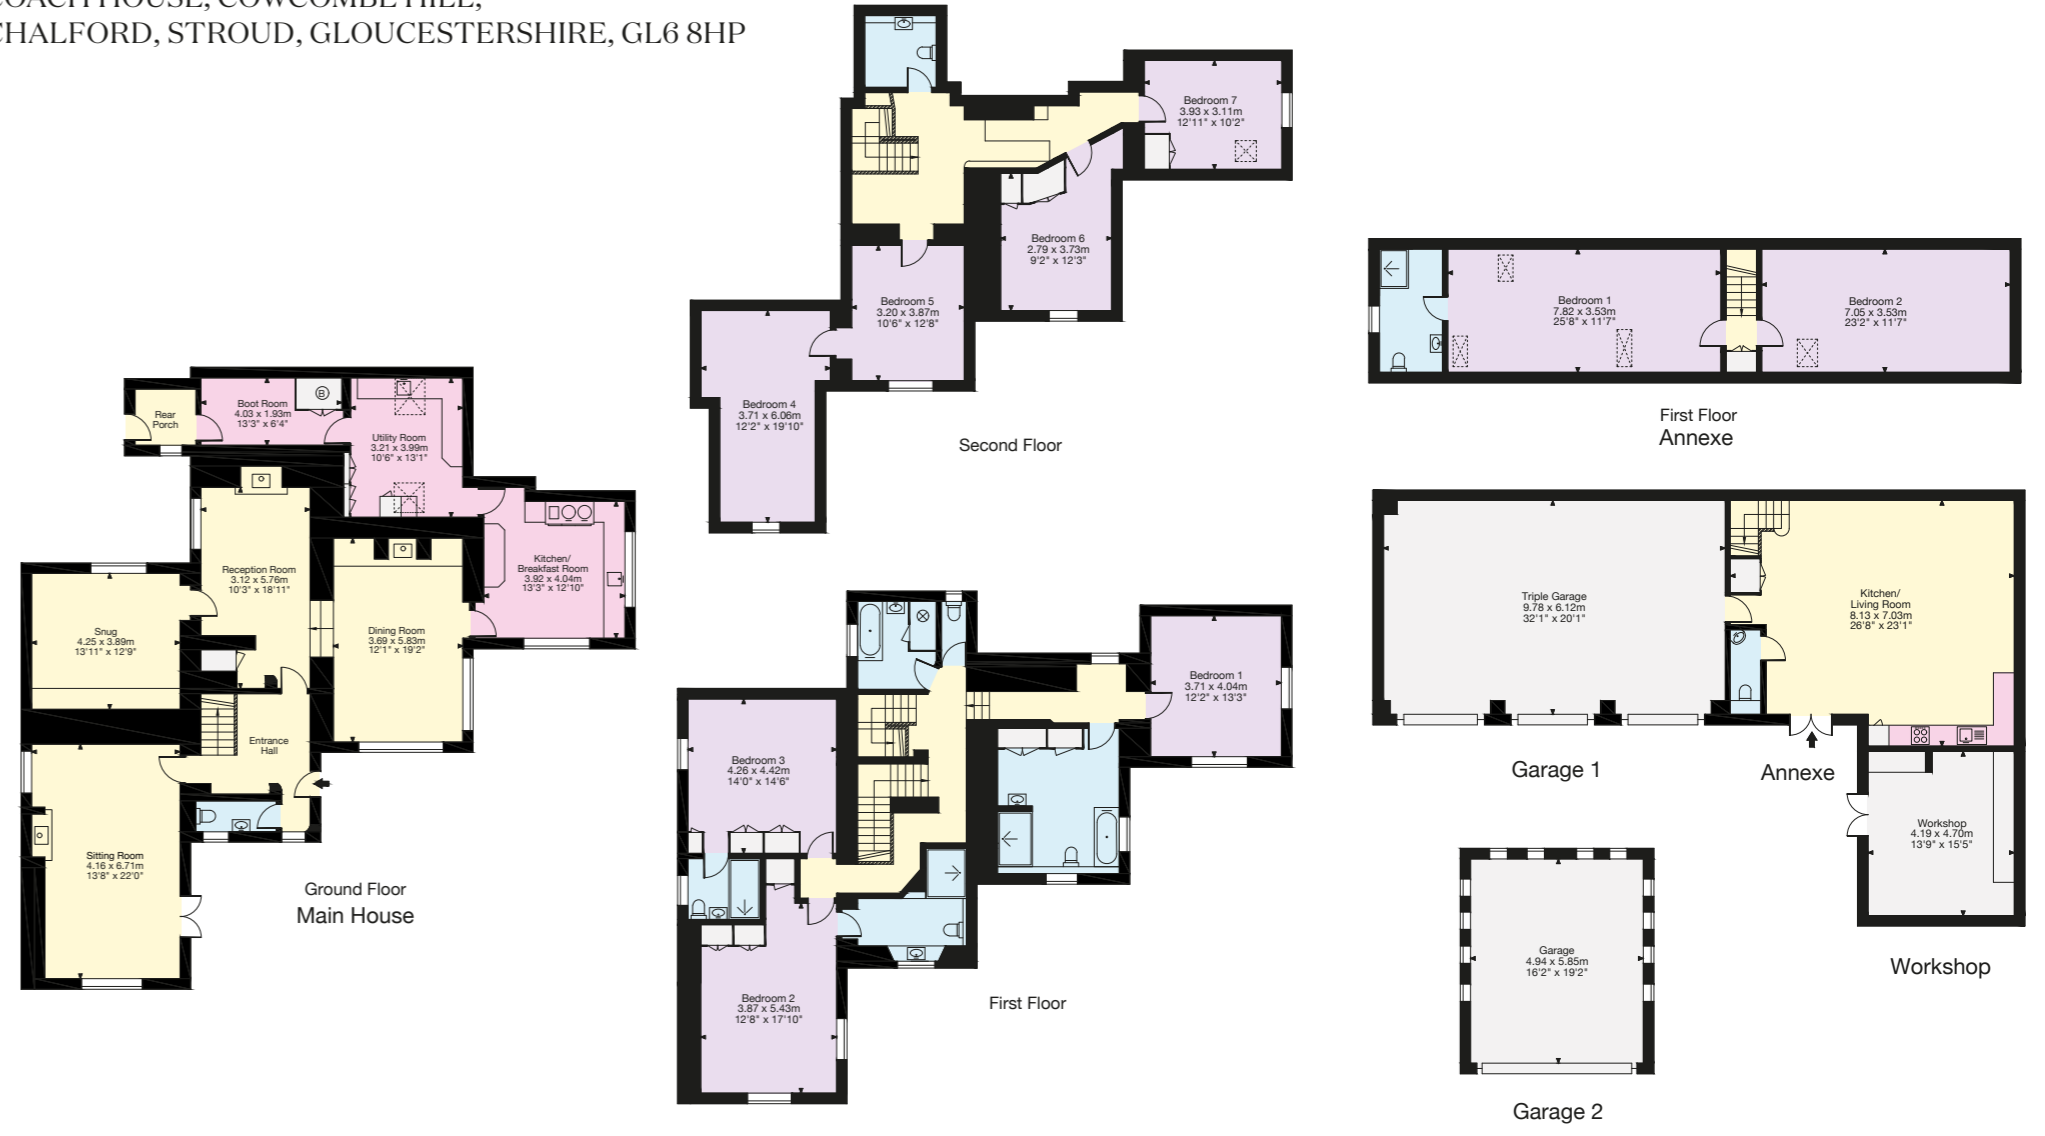 COACH HOUSE, COWCOMBE HILL,
CHALFORD, STROUD, GLOUCESTERSHIRE, GL6 8HP
Bedroom 7
3.93 x 3.11m
12'11" x 10'2"
Bedroom 6
2.79 x 3.73m
9'2" x 12'3"
Bedroom 5
3.20 x 3.87m
10'6" x 12'8"
Bedroom 4
3.71 x 6.06m
12'2" x 19'10"
Second Floor
Bedroom 1
7.82 x 3.53m
25'8" x 11'7"
Bedroom 2
7.05 x 3.53m
23'2" x 11'7"
First Floor
Annexe
Rear
Porch
Boot Room
4.03 x 1.93m
13'3" x 6'4"
B
Utility Room
3.21 x 3.99m
10'6" x 13'1"
Kitchen/
Breakfast Room
3.92 x 4.04m
13'3" x 12'10"
Reception Room
3.12 x 5.76m
10'3" x 18'11"
Snug
4.25 x 3.89m
13'11" x 12'9"
Dining Room
3.69 x 5.83m
12'1" x 19'2"
Entrance
Hall
Sitting Room
4.16 x 6.71m
13'8" x 22'0"
Ground Floor
Main House
Bedroom 1
3.71 x 4.04m
12'2" x 13'3"
Bedroom 3
4.26 x 4.42m
14'0" x 14'6"
Bedroom 2
3.87 x 5.43m
12'8" x 17'10"
First Floor
Triple Garage
9.78 x 6.12m
32'1" x 20'1"
Kitchen/
Living Room
8.13 x 7.03m
26'8" x 23'1"
Garage 1
Annexe
Workshop
4.19 x 4.70m
13'9" x 15'5"
Workshop
Garage
4.94 x 5.85m
16'2" x 19'2"
Garage 2